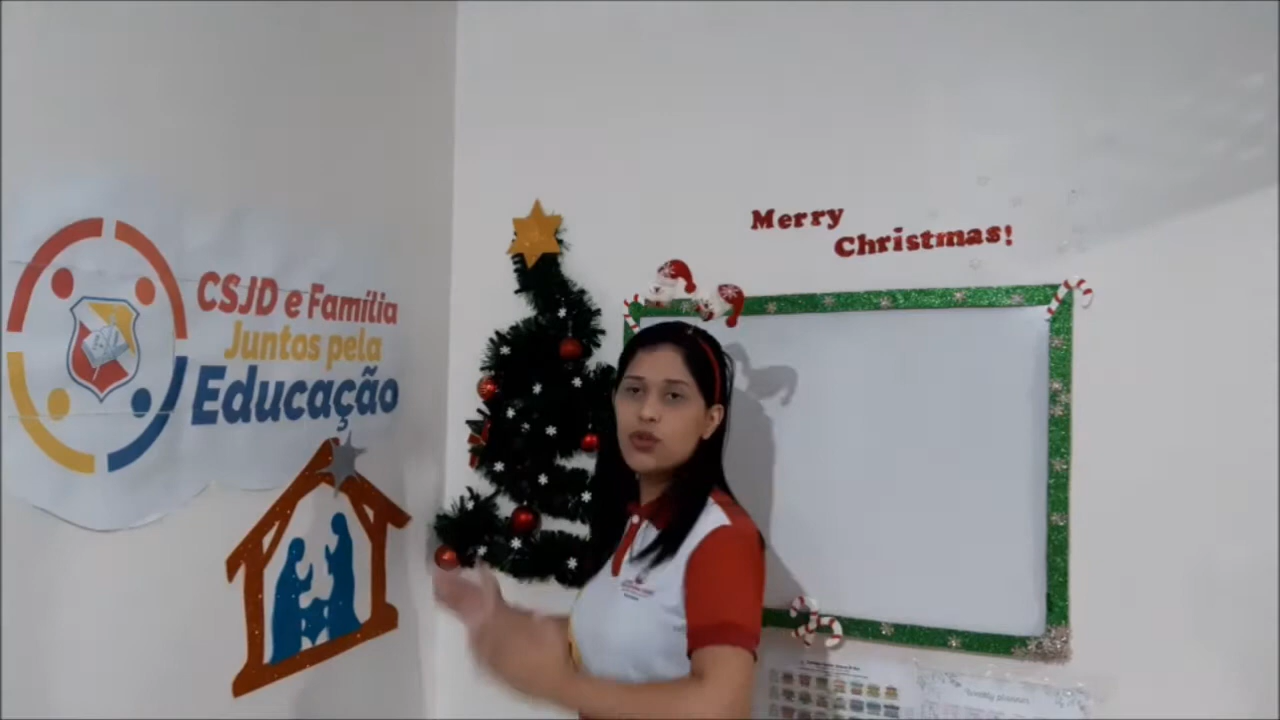 CSJD e Família
Juntos pela
Educação
Merry
Christmas!